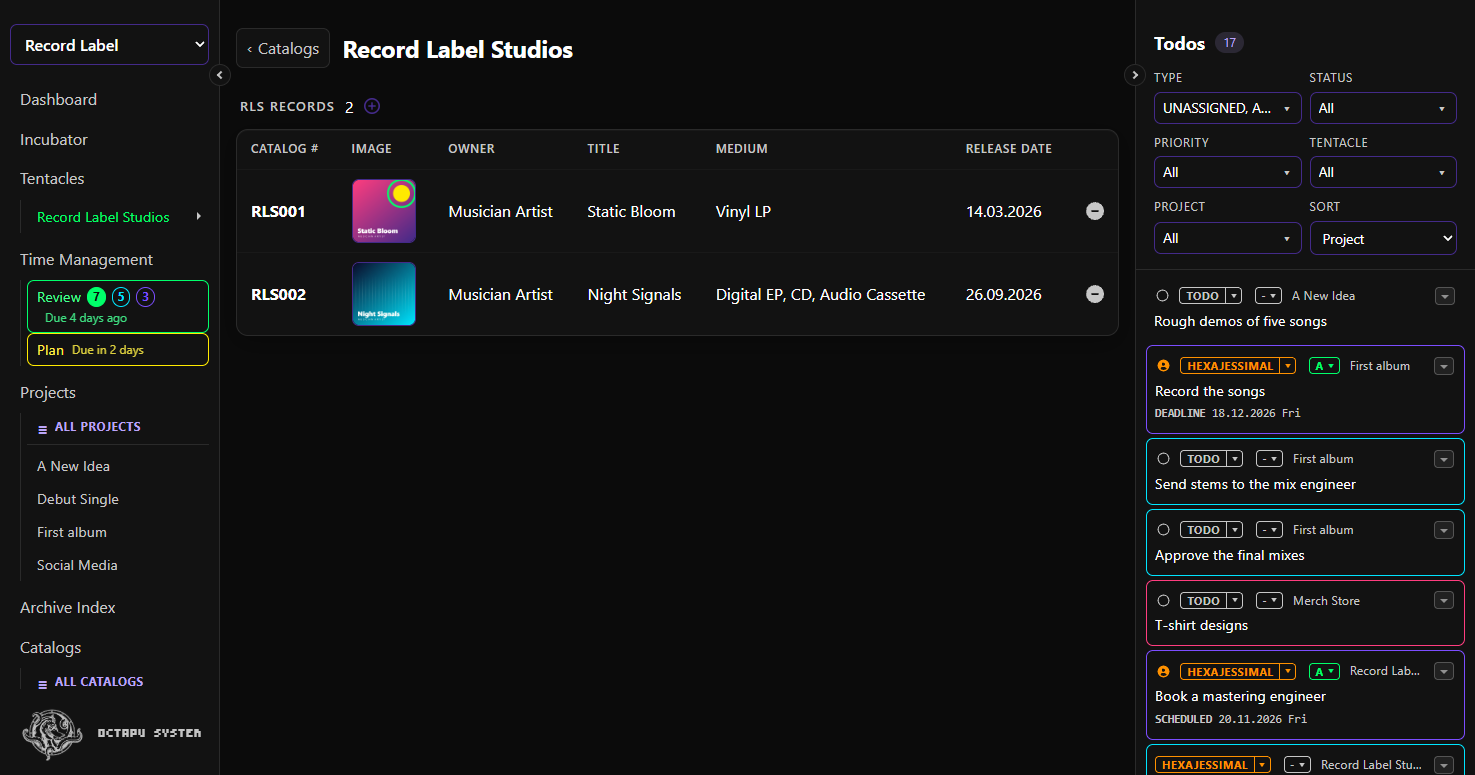 Record Label
Dashboard
Incubator
Tentacles
Record Label Studios
Time Management
Review 7 5 3
Due 4 days ago
Plan Due in 2 days
Projects
ALL PROJECTS
A New Idea
Debut Single
First album
Social Media
Archive Index
Catalogs
ALL CATALOGS
OCTAPU SYSTEM
‹ Catalogs Record Label Studios
RLS RECORDS 2
CATALOG # IMAGE OWNER TITLE MEDIUM RELEASE DATE
RLS001 Static Bloom Musician Artist Static Bloom Vinyl LP 14.03.2026
RLS002 Night Signals Musician Artist Night Signals Digital EP, CD, Audio Cassette 26.09.2026
Todos 17
TYPE STATUS
UNASSIGNED, A... All
PRIORITY TENTACLE
All All
PROJECT SORT
All Project
TODO - A New Idea
Rough demos of five songs
HEXAJESSIMAL A First album
Record the songs
DEADLINE 18.12.2026 Fri
TODO - First album
Send stems to the mix engineer
TODO - First album
Approve the final mixes
TODO - Merch Store
T-shirt designs
HEXAJESSIMAL A Record Lab...
Book a mastering engineer
SCHEDULED 20.11.2026 Fri
HEXAJESSIMAL - Record Label Stu...